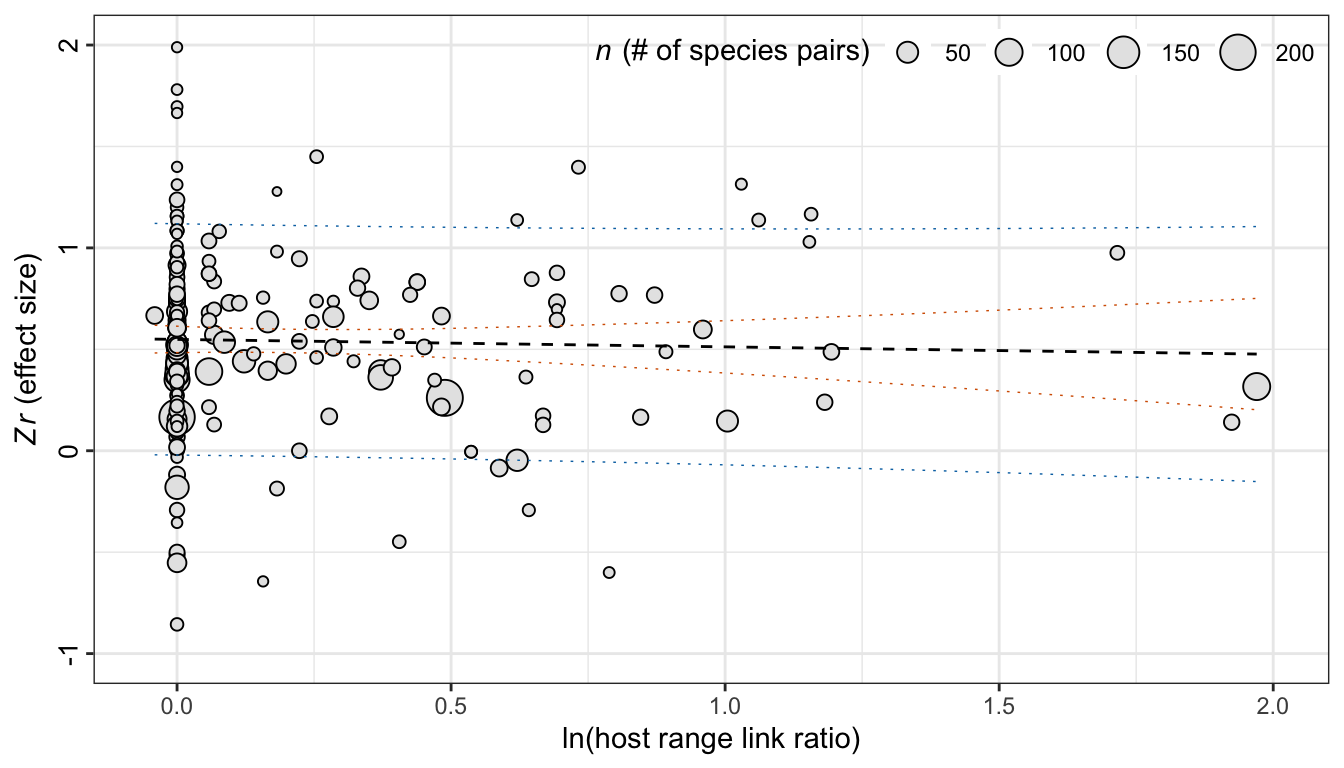 n (# of species pairs) 50 100 150 200
Zr (effect size)
2
1
0
-1
0.0 0.5 1.0 1.5 2.0
ln(host range link ratio)